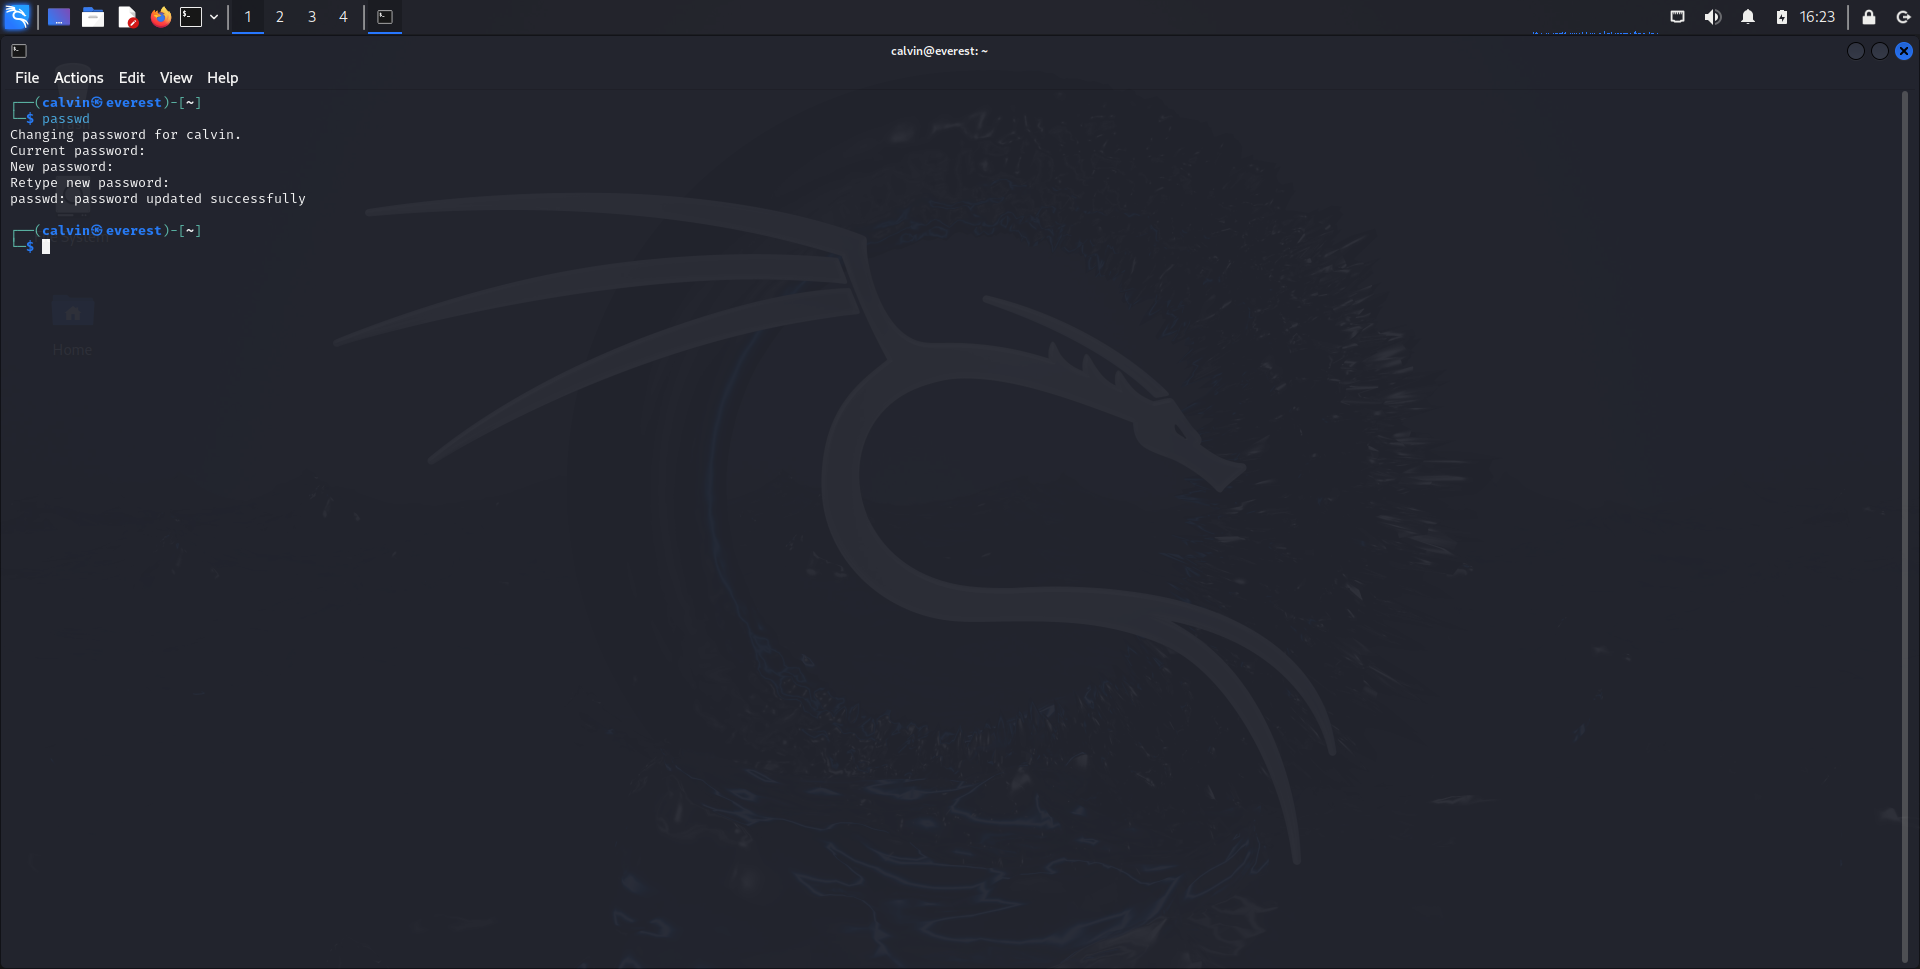 1 2 3 4 16:23
calvin@everest: ~
File Actions Edit View Help
┌──(calvin㉿everest)-[~]
└─$ passwd
Changing password for calvin.
Current password:
New password:
Retype new password:
passwd: password updated successfully
┌──(calvin㉿everest)-[~]
└─$
Home